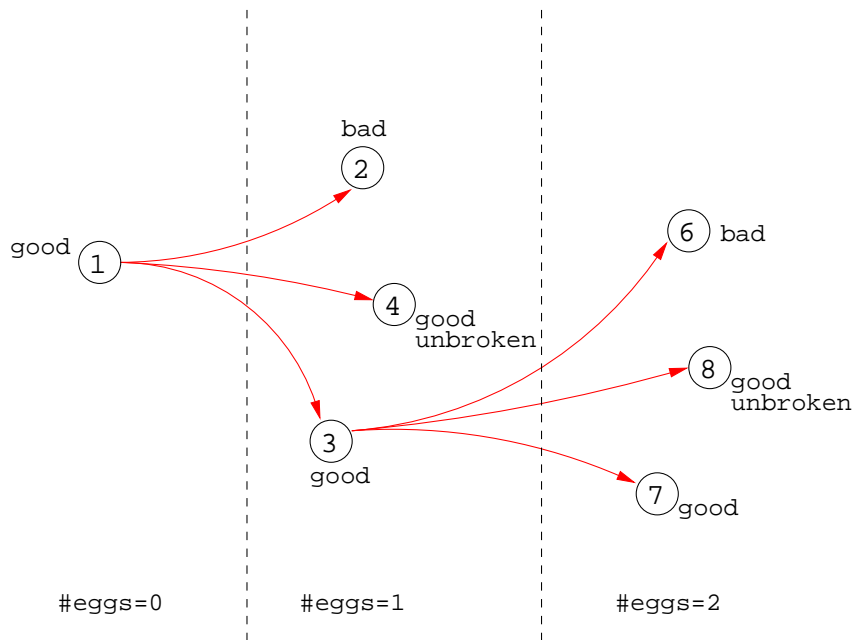 bad
2
good
1
6
bad
4
good
unbroken
8
good
unbroken
3
good
7
good
#eggs=0
#eggs=1
#eggs=2